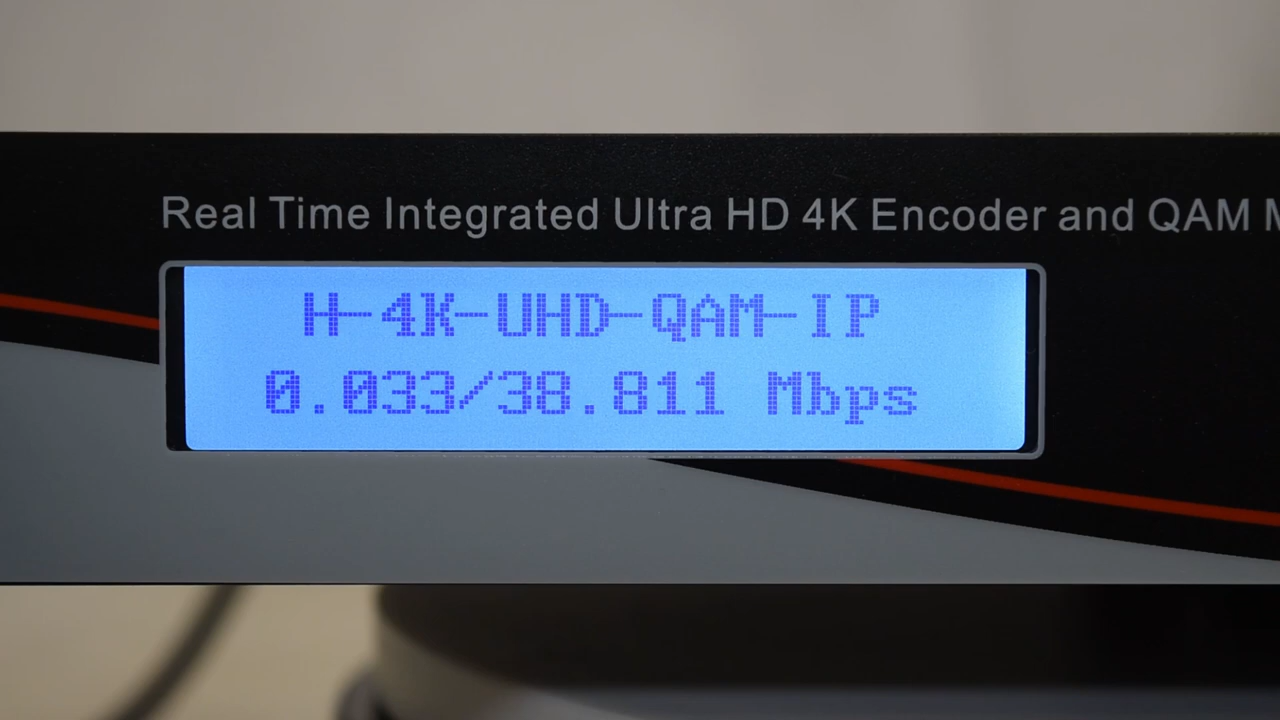 Real Time Integrated Ultra HD 4K Encoder and QAM
H-4K-UHD-QAM-IP
0.033/38.811 Mbps